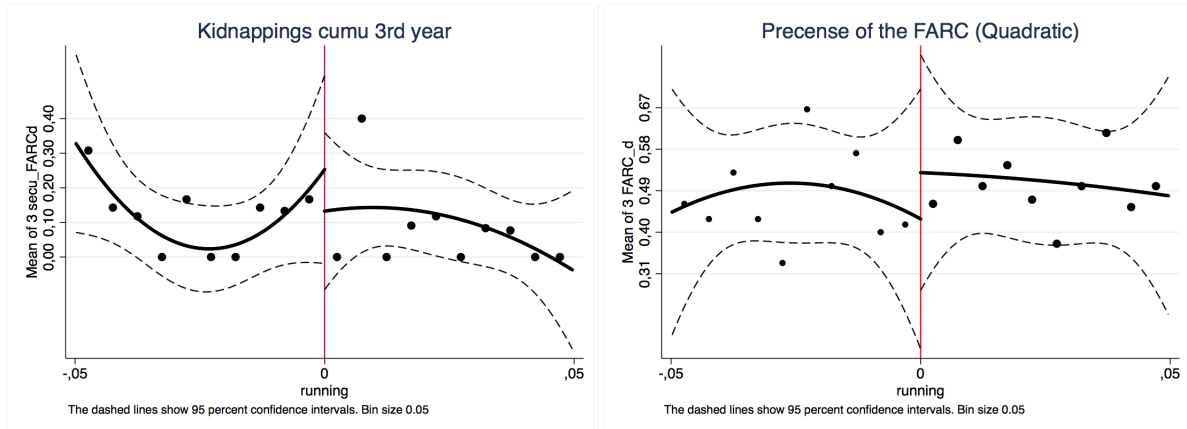 Kidnappings cumu 3rd year
Mean of 3 secu_FARCd
0,40
0,30
0,20
0,10
0,00
-,05 0 ,05
running
The dashed lines show 95 percent confidence intervals. Bin size 0.05
Precense of the FARC (Quadratic)
Mean of 3 FARC_d
0,67
0,58
0,49
0,40
0,31
-,05 0 ,05
running
The dashed lines show 95 percent confidence intervals. Bin size 0.05